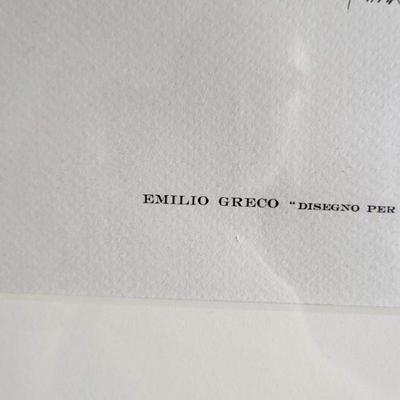 EMILIO GRECO "DISEGNO PER